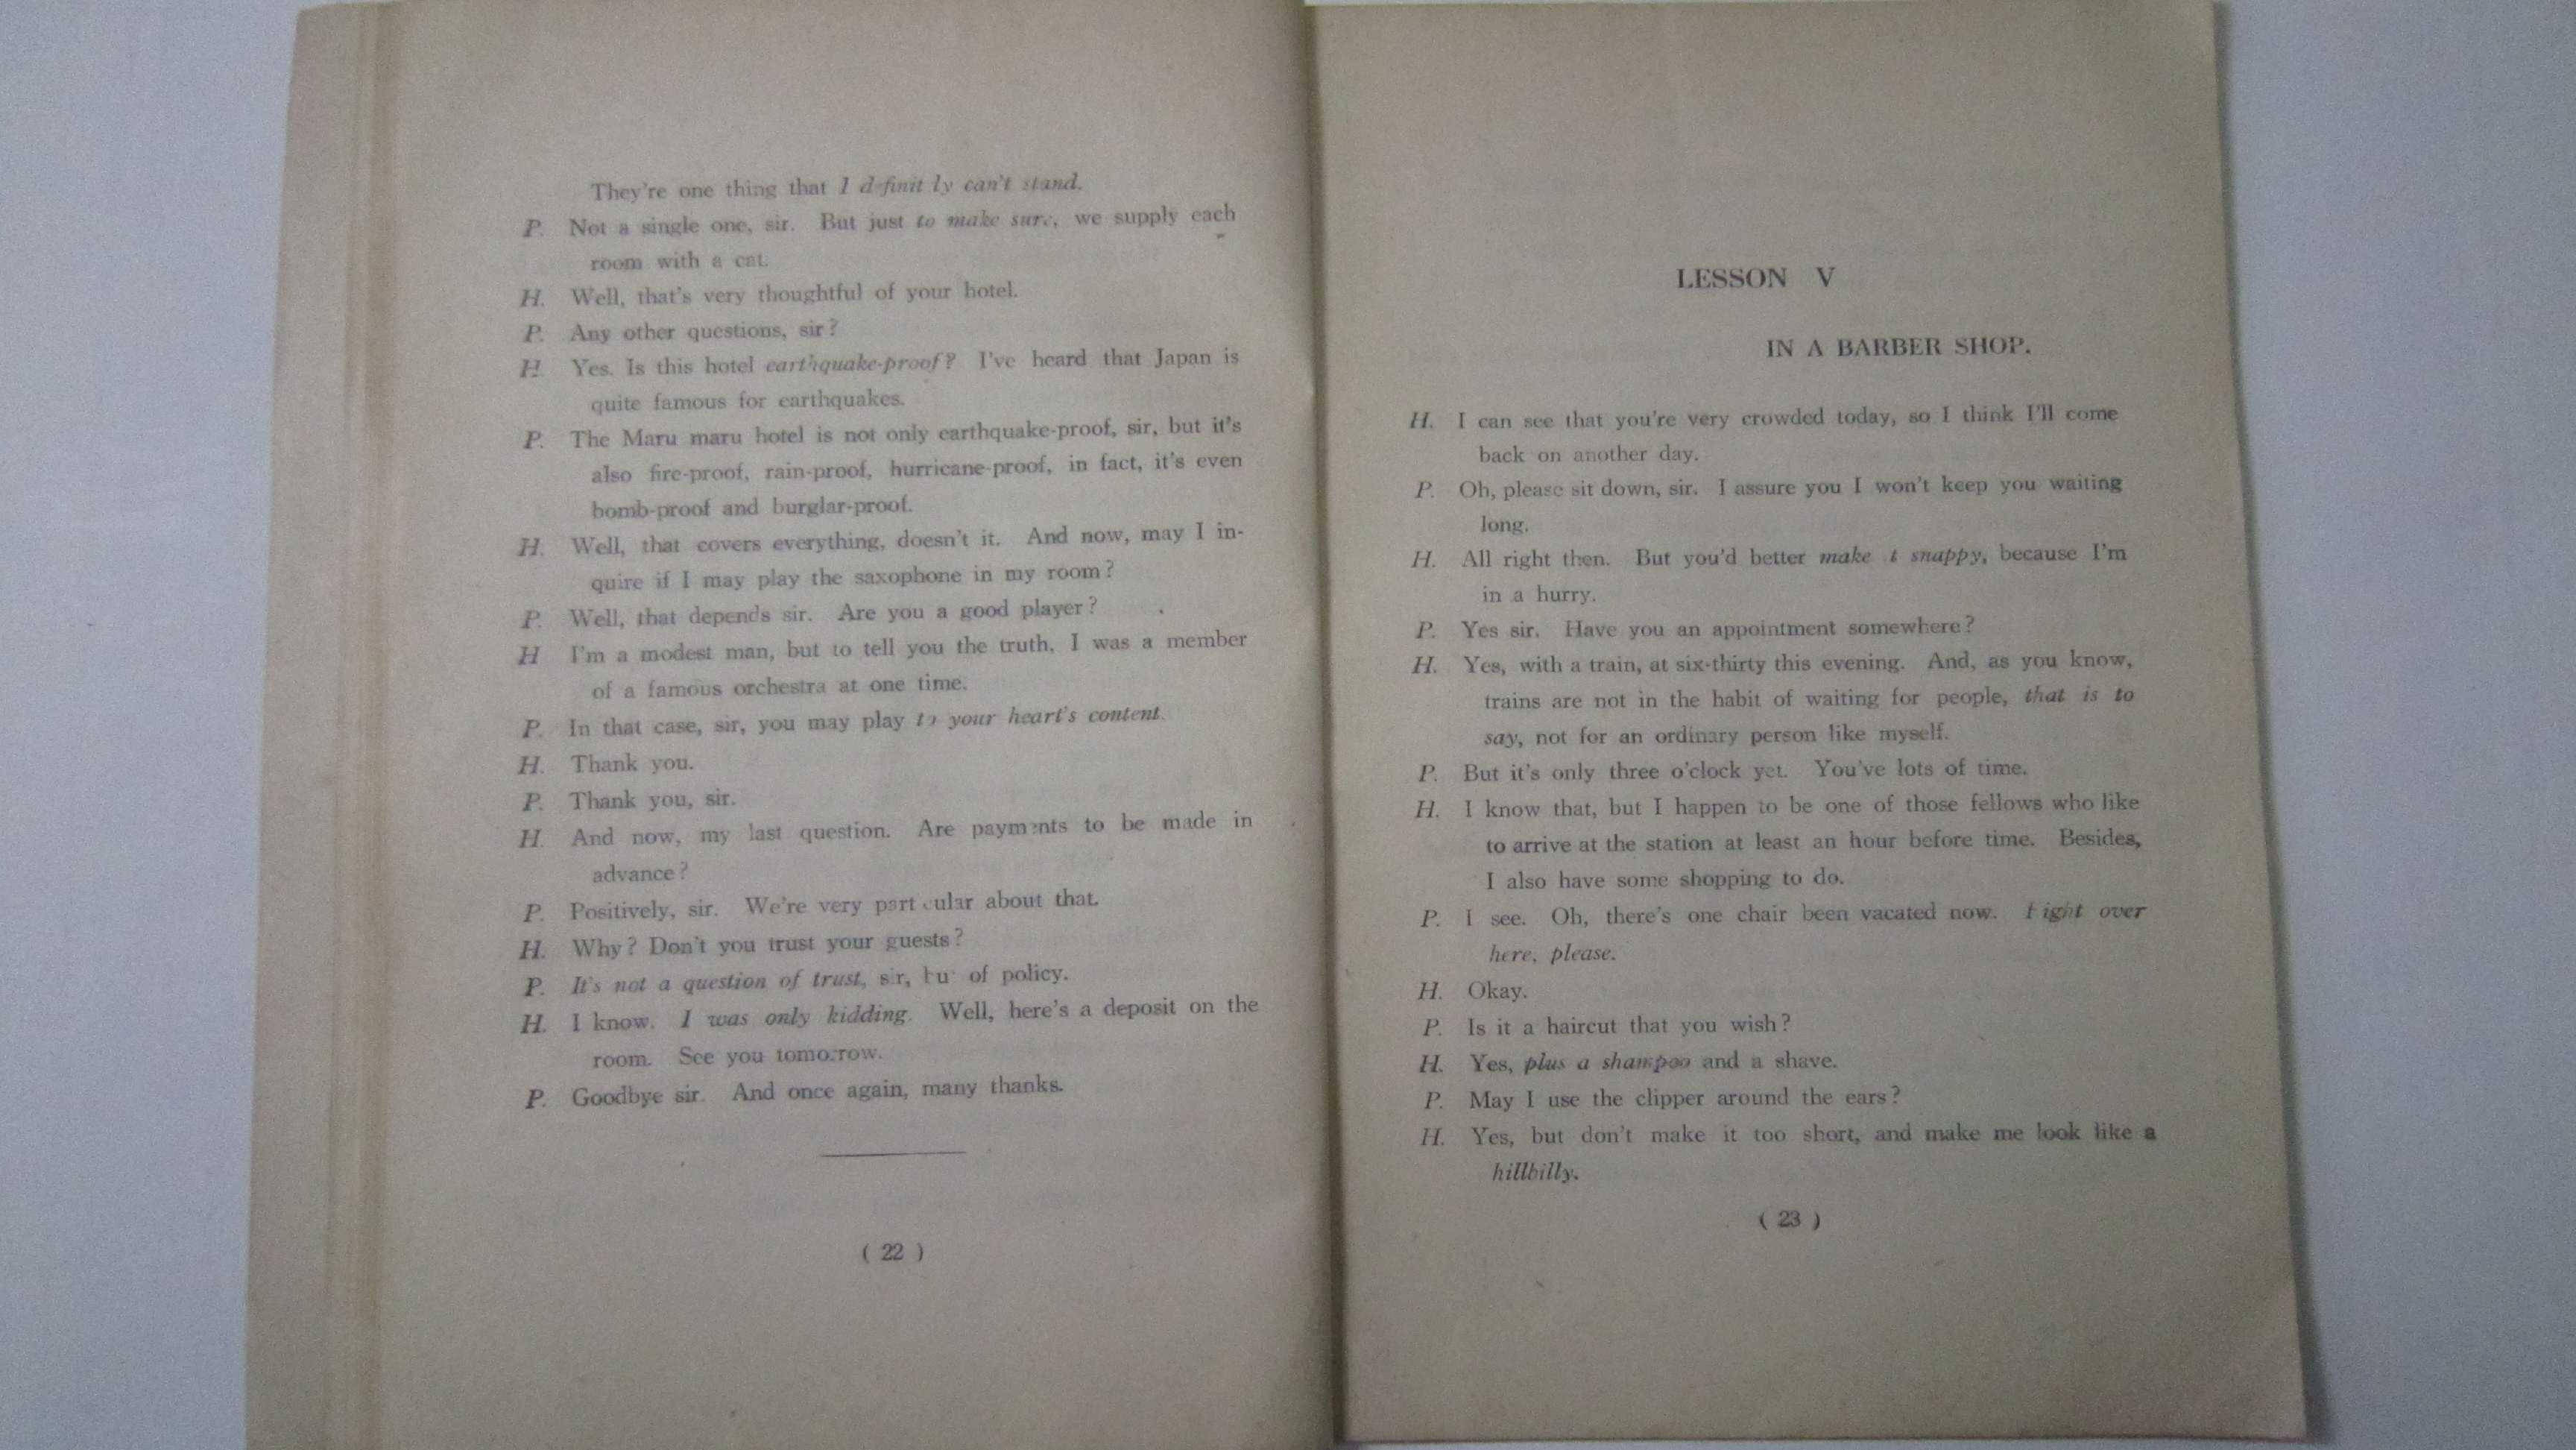 They're one thing that I definitely can't stand.
P. Not a single one, sir. But just to make sure, we supply each
room with a cat.
H. Well, that's very thoughtful of your hotel.
P. Any other questions, sir?
H. Yes. Is this hotel earthquake-proof? I've heard that Japan is
quite famous for earthquakes.
P. The Maru maru hotel is not only earthquake-proof, sir, but it's
also fire-proof, rain-proof, hurricane-proof, in fact, it's even
bomb-proof and burglar-proof.
H. Well, that covers everything, doesn't it. And now, may I in-
quire if I may play the saxophone in my room?
P. Well, that depends sir. Are you a good player?
H I'm a modest man, but to tell you the truth, I was a member
of a famous orchestra at one time.
P. In that case, sir, you may play to your heart's content.
H. Thank you.
P. Thank you, sir.
H. And now, my last question. Are payments to be made in
advance?
P. Positively, sir. We're very particular about that.
H. Why? Don't you trust your guests?
P. It's not a question of trust, sir, but of policy.
H. I know. I was only kidding. Well, here's a deposit on the
room. See you tomorrow.
P. Goodbye sir. And once again, many thanks.
( 22 )
LESSON V
IN A BARBER SHOP.
H. I can see that you're very crowded today, so I think I'll come
back on another day.
P. Oh, please sit down, sir. I assure you I won't keep you waiting
long.
H. All right then. But you'd better make it snappy, because I'm
in a hurry.
P. Yes sir. Have you an appointment somewhere?
H. Yes, with a train, at six-thirty this evening. And, as you know,
trains are not in the habit of waiting for people, that is to
say, not for an ordinary person like myself.
P. But it's only three o'clock yet. You've lots of time.
H. I know that, but I happen to be one of those fellows who like
to arrive at the station at least an hour before time. Besides,
I also have some shopping to do.
P. I see. Oh, there's one chair been vacated now. Right over
here, please.
H. Okay.
P. Is it a haircut that you wish?
H. Yes, plus a shampoo and a shave.
P. May I use the clipper around the ears?
H. Yes, but don't make it too short, and make me look like a
hillbilly.
( 23 )